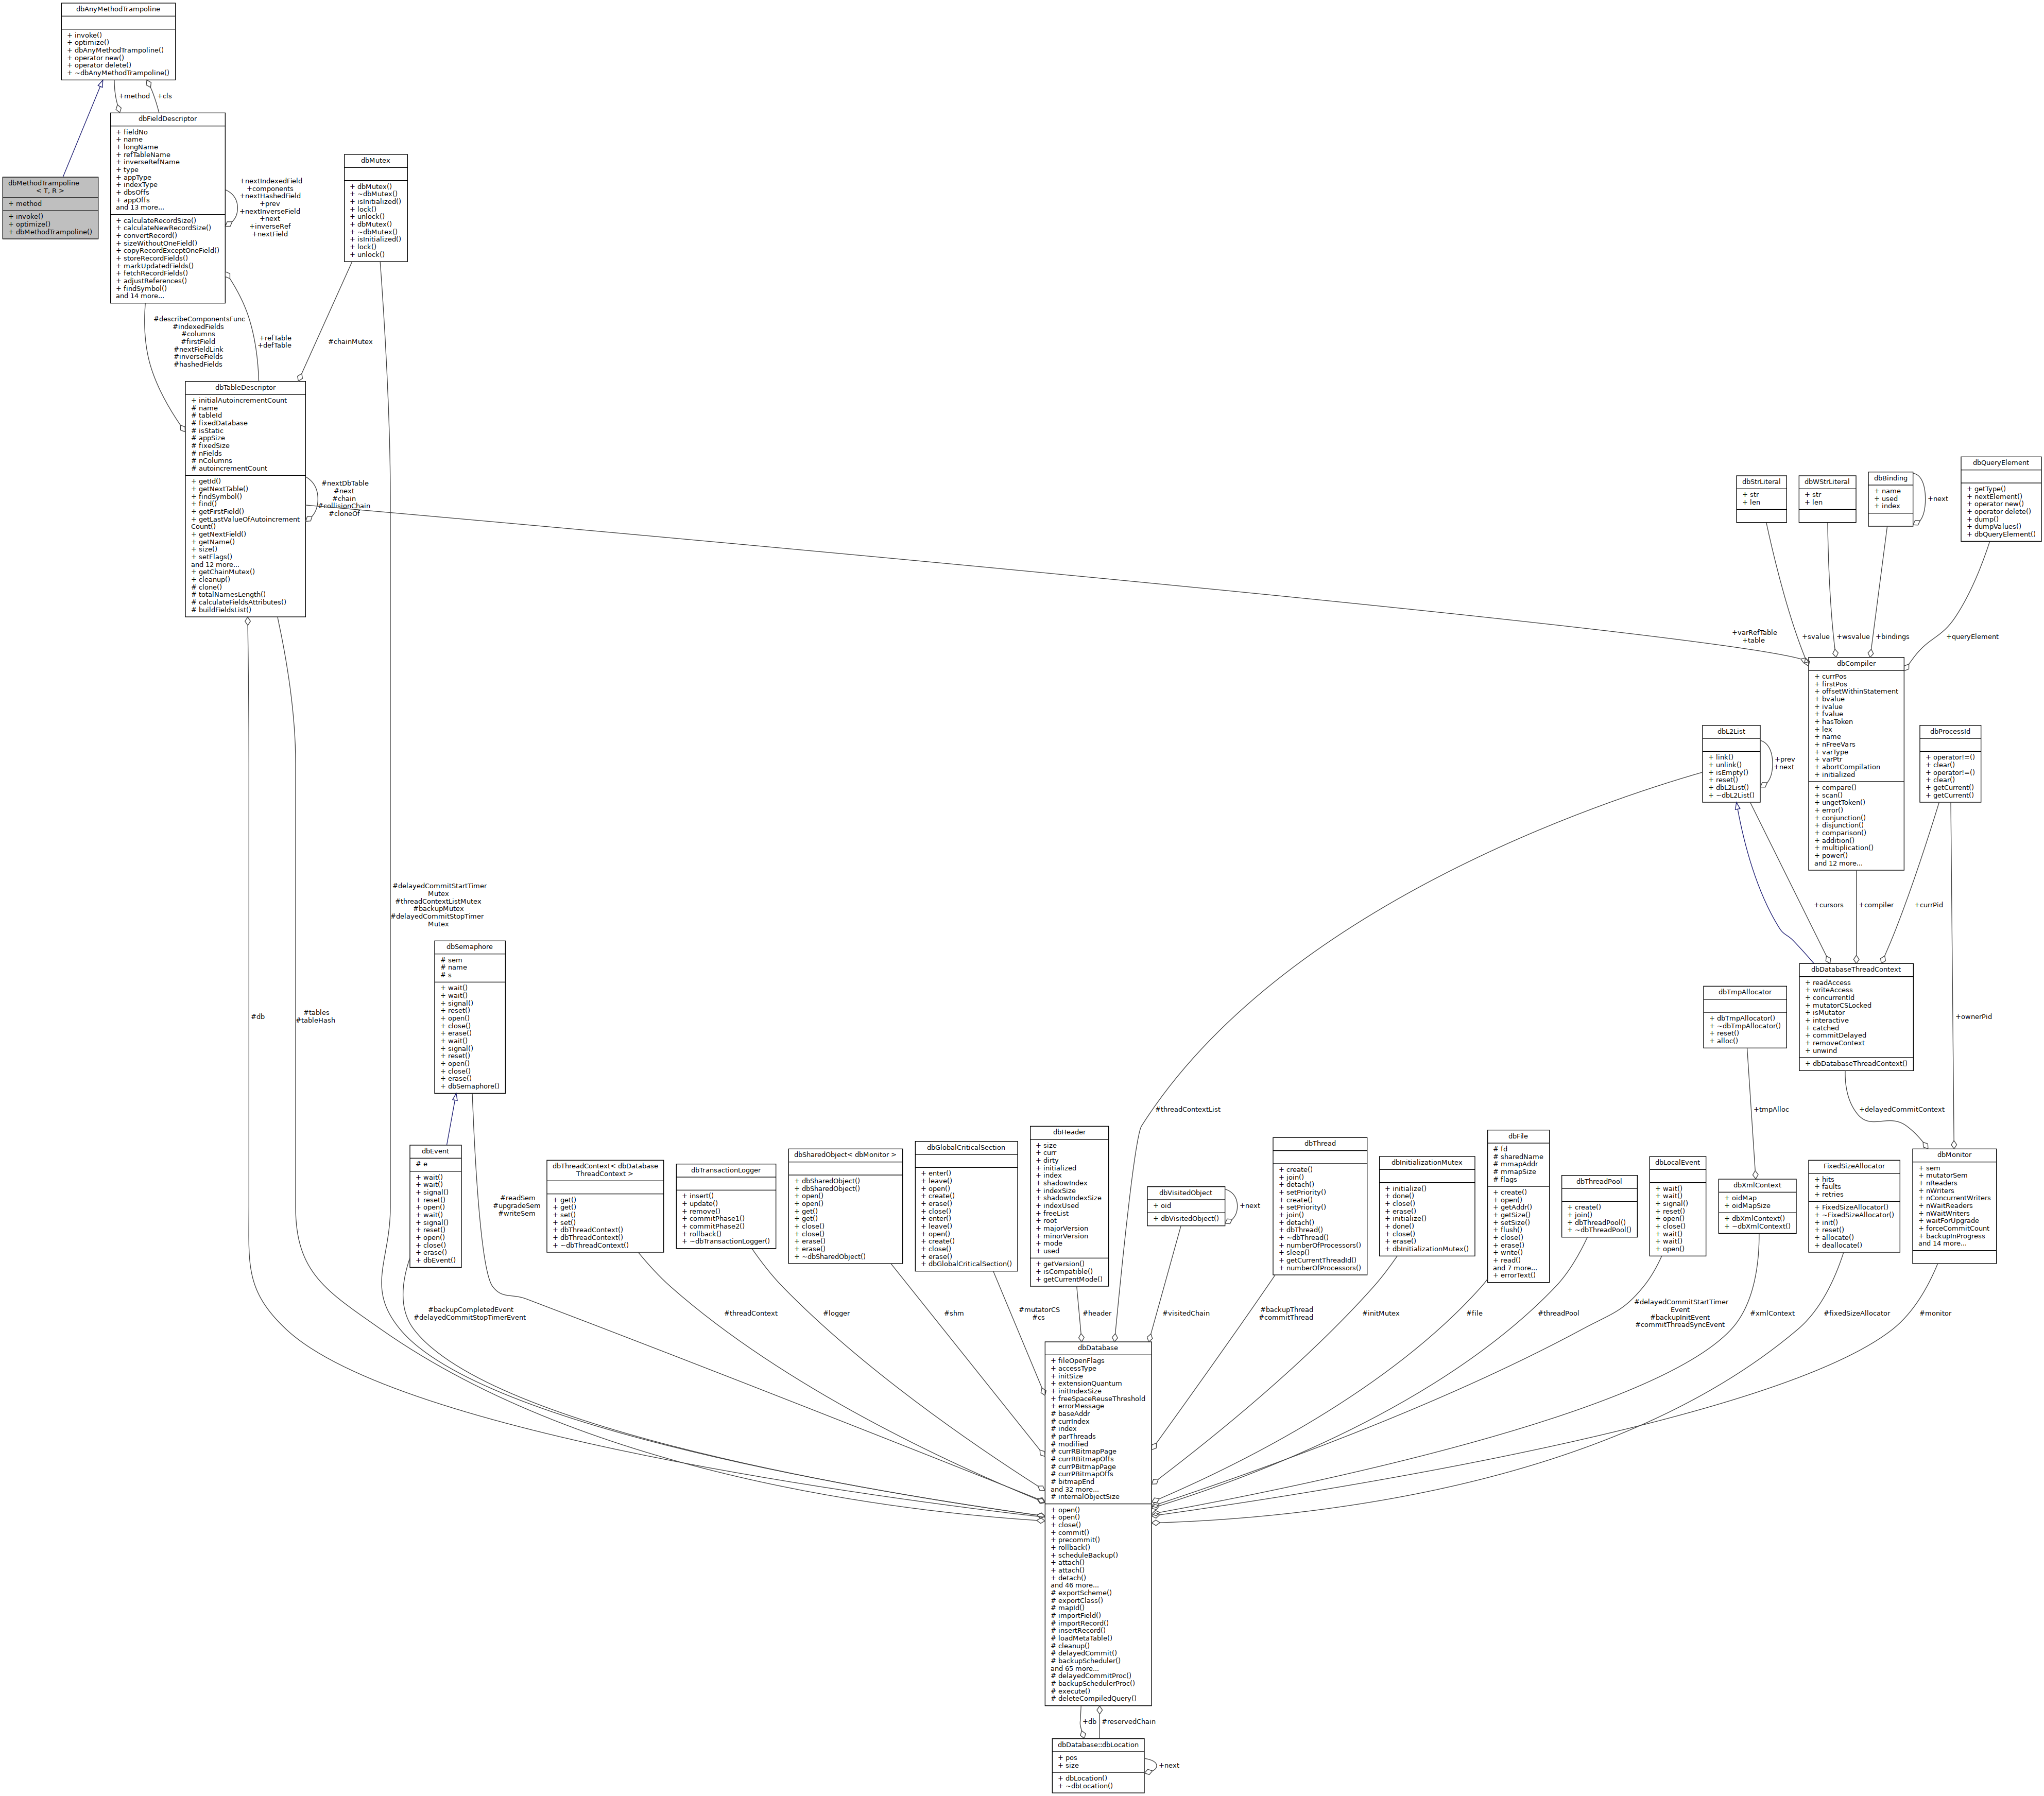 dbAnyMethodTrampoline
+ invoke()
+ optimize()
+ dbAnyMethodTrampoline()
+ operator new()
+ operator delete()
+ ~dbAnyMethodTrampoline()
+method
+cls
dbMethodTrampoline
< T, R >
+ method
+ invoke()
+ optimize()
+ dbMethodTrampoline()
dbFieldDescriptor
+ fieldNo
+ name
+ longName
+ refTableName
+ inverseRefName
+ type
+ appType
+ indexType
+ dbsOffs
+ appOffs
and 13 more...
+ calculateRecordSize()
+ calculateNewRecordSize()
+ convertRecord()
+ sizeWithoutOneField()
+ copyRecordExceptOneField()
+ storeRecordFields()
+ markUpdatedFields()
+ fetchRecordFields()
+ adjustReferences()
+ findSymbol()
and 14 more...
+nextIndexedField
+components
+nextHashedField
+prev
+nextInverseField
+next
+inverseRef
+nextField
dbMutex
+ dbMutex()
+ ~dbMutex()
+ isInitialized()
+ lock()
+ unlock()
+ dbMutex()
+ ~dbMutex()
+ isInitialized()
+ lock()
+ unlock()
#describeComponentsFunc
#indexedFields
#columns
#firstField
#nextFieldLink
#inverseFields
#hashedFields
+refTable
+defTable
#chainMutex
dbTableDescriptor
+ initialAutoincrementCount
# name
# tableId
# fixedDatabase
# isStatic
# appSize
# fixedSize
# nFields
# nColumns
# autoincrementCount
+ getId()
+ getNextTable()
+ findSymbol()
+ find()
+ getFirstField()
+ getLastValueOfAutoincrement
Count()
+ getNextField()
+ getName()
+ size()
+ setFlags()
and 12 more...
+ getChainMutex()
+ cleanup()
# clone()
# totalNamesLength()
# calculateFieldsAttributes()
# buildFieldsList()
#nextDbTable
#next
#chain
#collisionChain
#cloneOf
dbStrLiteral
+ str
+ len
dbWStrLiteral
+ str
+ len
dbBinding
+ name
+ used
+ index
+next
dbQueryElement
+ getType()
+ nextElement()
+ operator new()
+ operator delete()
+ dump()
+ dumpValues()
+ dbQueryElement()
+varRefTable
+table
+svalue
+wsvalue
+bindings
+queryElement
dbCompiler
+ currPos
+ firstPos
+ offsetWithinStatement
+ bvalue
+ ivalue
+ fvalue
+ hasToken
+ lex
+ name
+ nFreeVars
+ varType
+ varPtr
+ abortCompilation
+ initialized
+ compare()
+ scan()
+ ungetToken()
+ error()
+ conjunction()
+ disjunction()
+ comparison()
+ addition()
+ multiplication()
+ power()
and 12 more...
dbL2List
+ link()
+ unlink()
+ isEmpty()
+ reset()
+ dbL2List()
+ ~dbL2List()
+prev
+next
dbProcessId
+ operator!=()
+ clear()
+ operator!=()
+ clear()
+ getCurrent()
+ getCurrent()
+cursors
+compiler
+currPid
#delayedCommitStartTimer
Mutex
#threadContextListMutex
#backupMutex
#delayedCommitStopTimer
Mutex
dbSemaphore
# sem
# name
# s
+ wait()
+ wait()
+ signal()
+ reset()
+ open()
+ close()
+ erase()
+ wait()
+ signal()
+ reset()
+ open()
+ close()
+ erase()
+ dbSemaphore()
dbDatabaseThreadContext
+ readAccess
+ writeAccess
+ concurrentId
+ mutatorCSLocked
+ isMutator
+ interactive
+ catched
+ commitDelayed
+ removeContext
+ unwind
+ dbDatabaseThreadContext()
dbTmpAllocator
+ dbTmpAllocator()
+ ~dbTmpAllocator()
+ reset()
+ alloc()
#db
#tables
#tableHash
+ownerPid
#threadContextList
+tmpAlloc
+delayedCommitContext
dbEvent
# e
+ wait()
+ wait()
+ signal()
+ reset()
+ open()
+ wait()
+ signal()
+ reset()
+ open()
+ close()
+ erase()
+ dbEvent()
#readSem
#upgradeSem
#writeSem
dbThreadContext< dbDatabase
ThreadContext >
+ get()
+ get()
+ set()
+ set()
+ dbThreadContext()
+ dbThreadContext()
+ ~dbThreadContext()
dbTransactionLogger
+ insert()
+ update()
+ remove()
+ commitPhase1()
+ commitPhase2()
+ rollback()
+ ~dbTransactionLogger()
dbSharedObject< dbMonitor >
+ dbSharedObject()
+ dbSharedObject()
+ open()
+ open()
+ get()
+ get()
+ close()
+ close()
+ erase()
+ erase()
+ ~dbSharedObject()
dbGlobalCriticalSection
+ enter()
+ leave()
+ open()
+ create()
+ erase()
+ close()
+ enter()
+ leave()
+ open()
+ create()
+ close()
+ erase()
+ dbGlobalCriticalSection()
dbHeader
+ size
+ curr
+ dirty
+ initialized
+ index
+ shadowIndex
+ indexSize
+ shadowIndexSize
+ indexUsed
+ freeList
+ root
+ majorVersion
+ minorVersion
+ mode
+ used
+ getVersion()
+ isCompatible()
+ getCurrentMode()
dbVisitedObject
+ oid
+ dbVisitedObject()
+next
dbThread
+ create()
+ join()
+ detach()
+ setPriority()
+ create()
+ setPriority()
+ join()
+ detach()
+ dbThread()
+ ~dbThread()
+ numberOfProcessors()
+ sleep()
+ getCurrentThreadId()
+ numberOfProcessors()
dbInitializationMutex
+ initialize()
+ done()
+ close()
+ erase()
+ initialize()
+ done()
+ close()
+ erase()
+ dbInitializationMutex()
dbFile
# fd
# sharedName
# mmapAddr
# mmapSize
# flags
+ create()
+ open()
+ getAddr()
+ getSize()
+ setSize()
+ flush()
+ close()
+ erase()
+ write()
+ read()
and 7 more...
+ errorText()
dbThreadPool
+ create()
+ join()
+ dbThreadPool()
+ ~dbThreadPool()
dbLocalEvent
+ wait()
+ wait()
+ signal()
+ reset()
+ open()
+ close()
+ wait()
+ wait()
+ open()
dbXmlContext
+ oidMap
+ oidMapSize
+ dbXmlContext()
+ ~dbXmlContext()
FixedSizeAllocator
+ hits
+ faults
+ retries
+ FixedSizeAllocator()
+ ~FixedSizeAllocator()
+ init()
+ reset()
+ allocate()
+ deallocate()
dbMonitor
+ sem
+ mutatorSem
+ nReaders
+ nWriters
+ nConcurrentWriters
+ nWaitReaders
+ nWaitWriters
+ waitForUpgrade
+ forceCommitCount
+ backupInProgress
and 14 more...
#backupCompletedEvent
#delayedCommitStopTimerEvent
#threadContext
#logger
#shm
#mutatorCS
#cs
#header
#visitedChain
#backupThread
#commitThread
#initMutex
#file
#threadPool
#delayedCommitStartTimer
Event
#backupInitEvent
#commitThreadSyncEvent
#xmlContext
#fixedSizeAllocator
#monitor
dbDatabase
+ fileOpenFlags
+ accessType
+ initSize
+ extensionQuantum
+ initIndexSize
+ freeSpaceReuseThreshold
+ errorMessage
# baseAddr
# currIndex
# index
# parThreads
# modified
# currRBitmapPage
# currRBitmapOffs
# currPBitmapPage
# currPBitmapOffs
# bitmapEnd
and 32 more...
# internalObjectSize
+ open()
+ open()
+ close()
+ commit()
+ precommit()
+ rollback()
+ scheduleBackup()
+ attach()
+ attach()
+ detach()
and 46 more...
# exportScheme()
# exportClass()
# mapId()
# importField()
# importRecord()
# insertRecord()
# loadMetaTable()
# cleanup()
# delayedCommit()
# backupScheduler()
and 65 more...
# delayedCommitProc()
# backupSchedulerProc()
# execute()
# deleteCompiledQuery()
+db
#reservedChain
dbDatabase::dbLocation
+ pos
+ size
+ dbLocation()
+ ~dbLocation()
+next